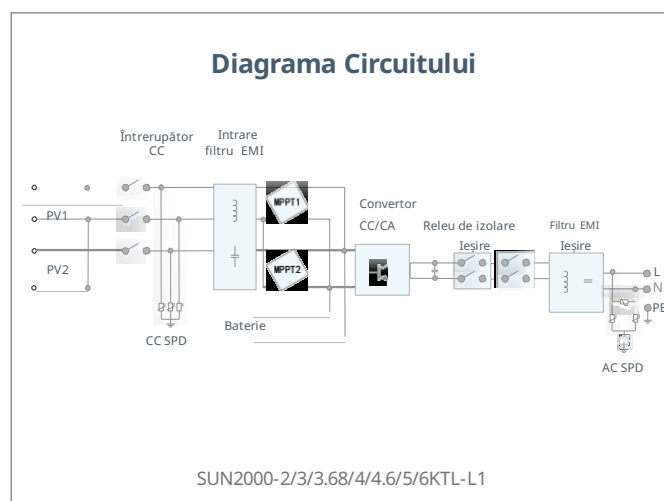 Diagrama Circuitului
Întrerupător
CC
Intrare
filtru EMI
MPPT1
Convertor
CC/CA
Releu de izolare
Ieșire
Filtru EMI
Ieșire
PV1
PV2
MPPT2
L
N
PE
Baterie
CC SPD
AC SPD
SUN2000-2/3/3.68/4/4.6/5/6KTL-L1